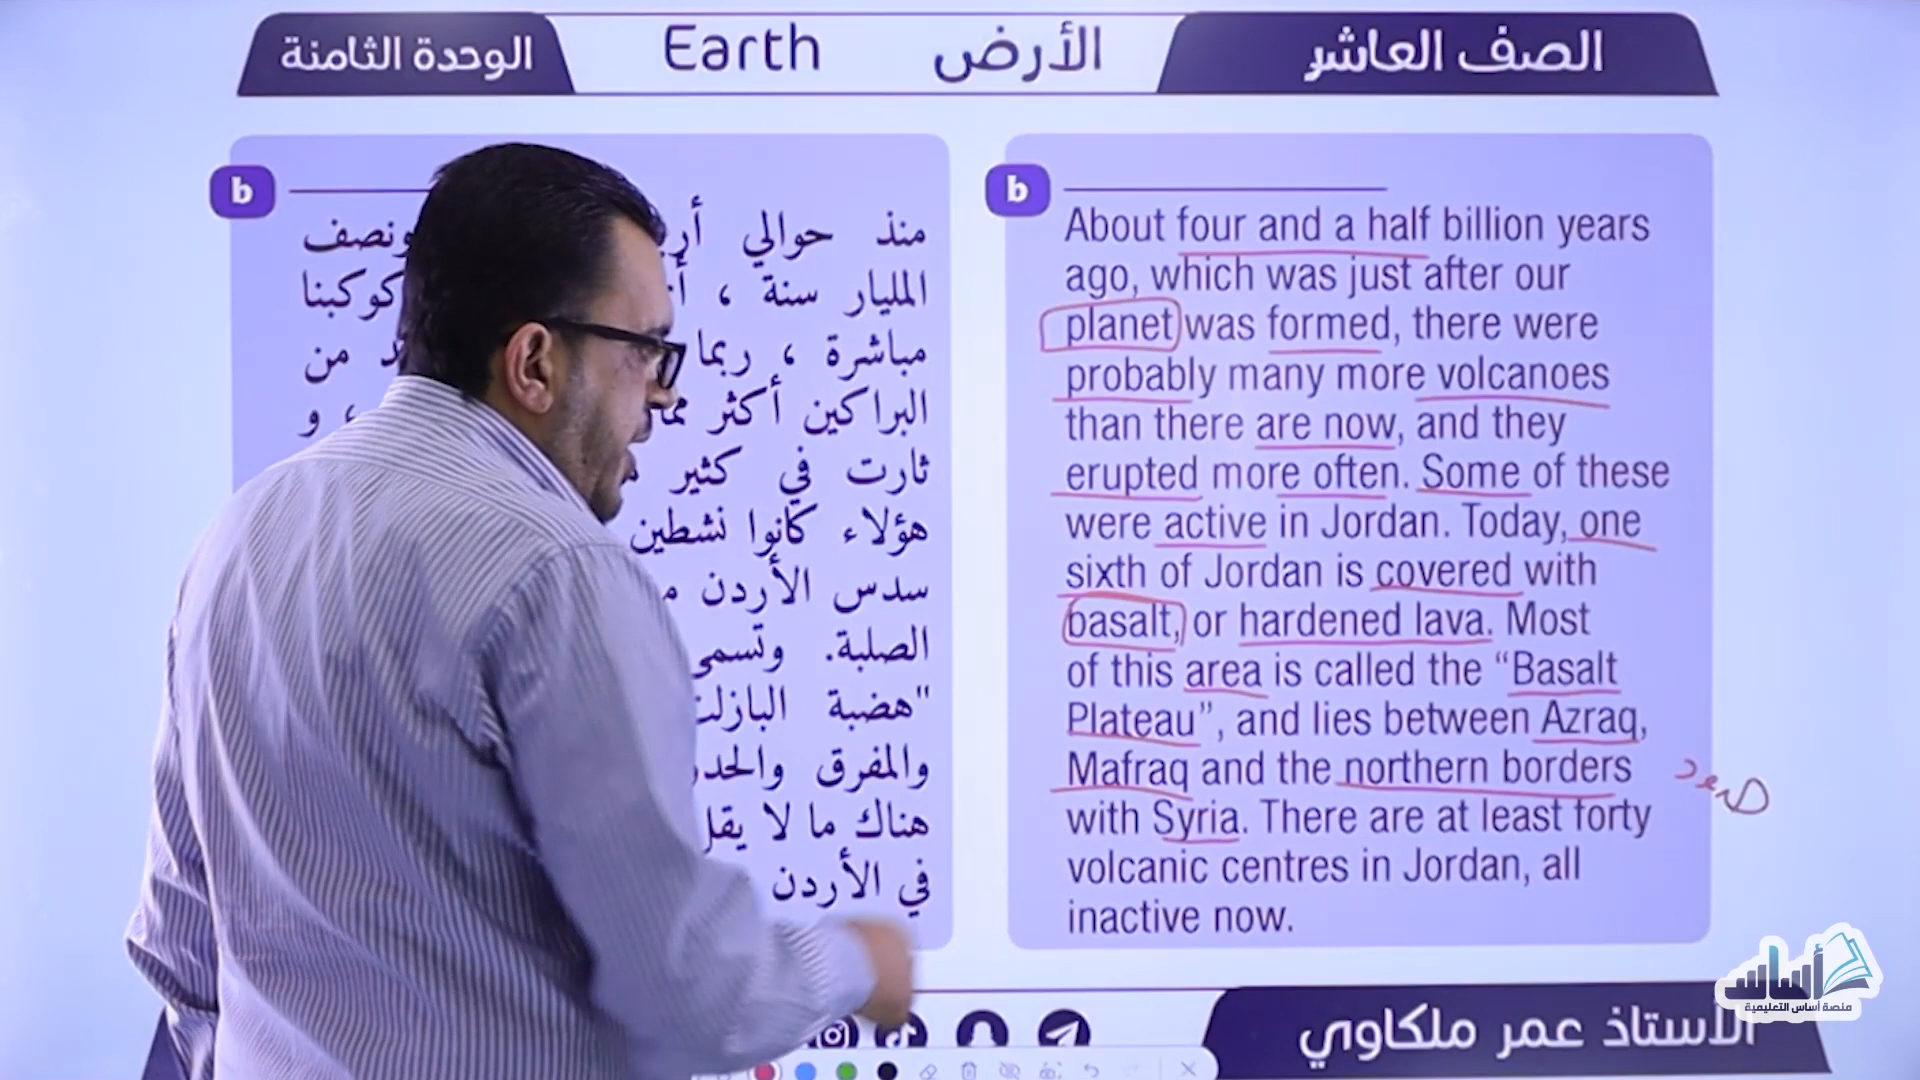 الصف العاشر
الأرض
Earth
الوحدة الثامنة
b
About four and a half billion years
ago, which was just after our
planet was formed, there were
probably many more volcanoes
than there are now, and they
erupted more often. Some of these
were active in Jordan. Today, one
sixth of Jordan is covered with
basalt, or hardened lava. Most
of this area is called the “Basalt
Plateau”, and lies between Azraq,
Mafraq and the northern borders
with Syria. There are at least forty
volcanic centres in Jordan, all
inactive now.
b
منذ حوالي ونصف
المليار سنة ، كوكبنا
مباشرة ، ربما من
البراكين أكثر ، و
ثارت في كثير
هؤلاء كانوا نشطين
سدس الأردن
الصلبة. وتسمى
"هضبة
والمفرق
هناك ما لا يقل
في الأردن
أساس
منصة أساس التعليمية
الأستاذ عمر ملكاوي